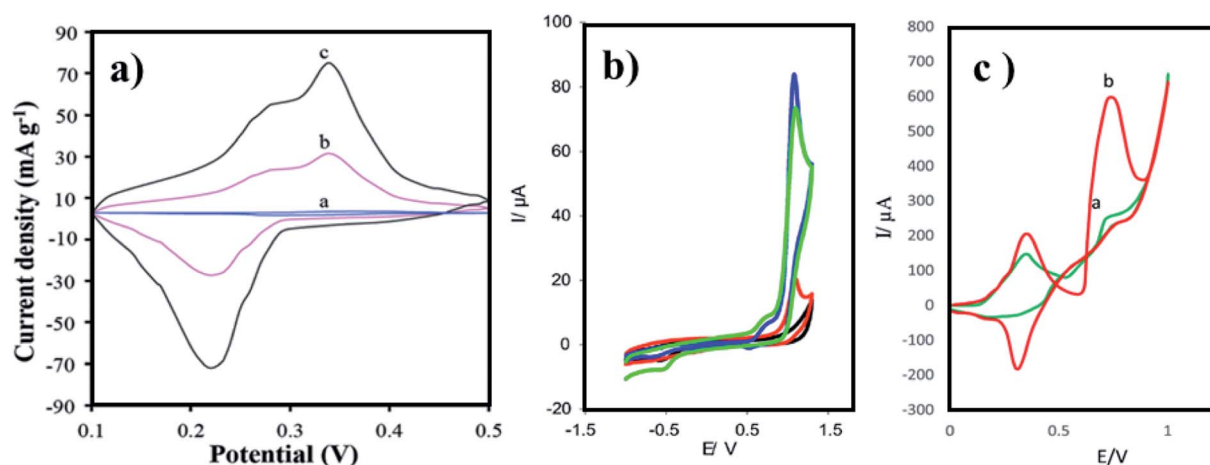 a)
c
b
a
90
70
50
30
10
-10
-30
-50
-70
-90
0.1
0.2
0.3
0.4
0.5
Current density (mA g-1)
Potential (V)
b)
100
80
60
40
20
0
-20
-1.5
-0.5
0.5
1.5
I/ µA
E/ V
c )
b
a
800
700
600
500
400
300
200
100
0
-100
-200
-300
0
0.5
1
I/ µA
E/V